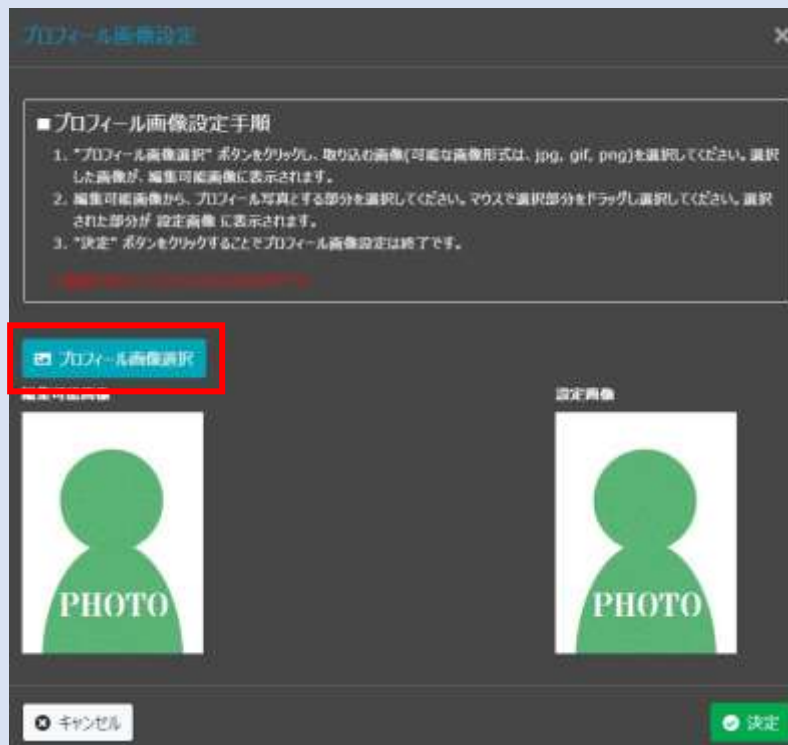 プロフィール画像設定
■プロフィール画像設定手順
1. "プロフィール画像選択" ボタンをクリックし、取り込む画像(可能な画像形式は、jpg, gif, png)を選択してください。選択
した画像が、編集可能画像に表示されます。
2. 編集可能画像から、プロフィール写真とする部分を選択してください。マウスで選択部分をドラッグし選択してください。選択
された部分が 設定画像 に表示されます。
3. "決定" ボタンをクリックすることでプロフィール画像設定は終了です。
プロフィール画像選択
編集可能画像
設定画像
PHOTO
PHOTO
キャンセル
決定